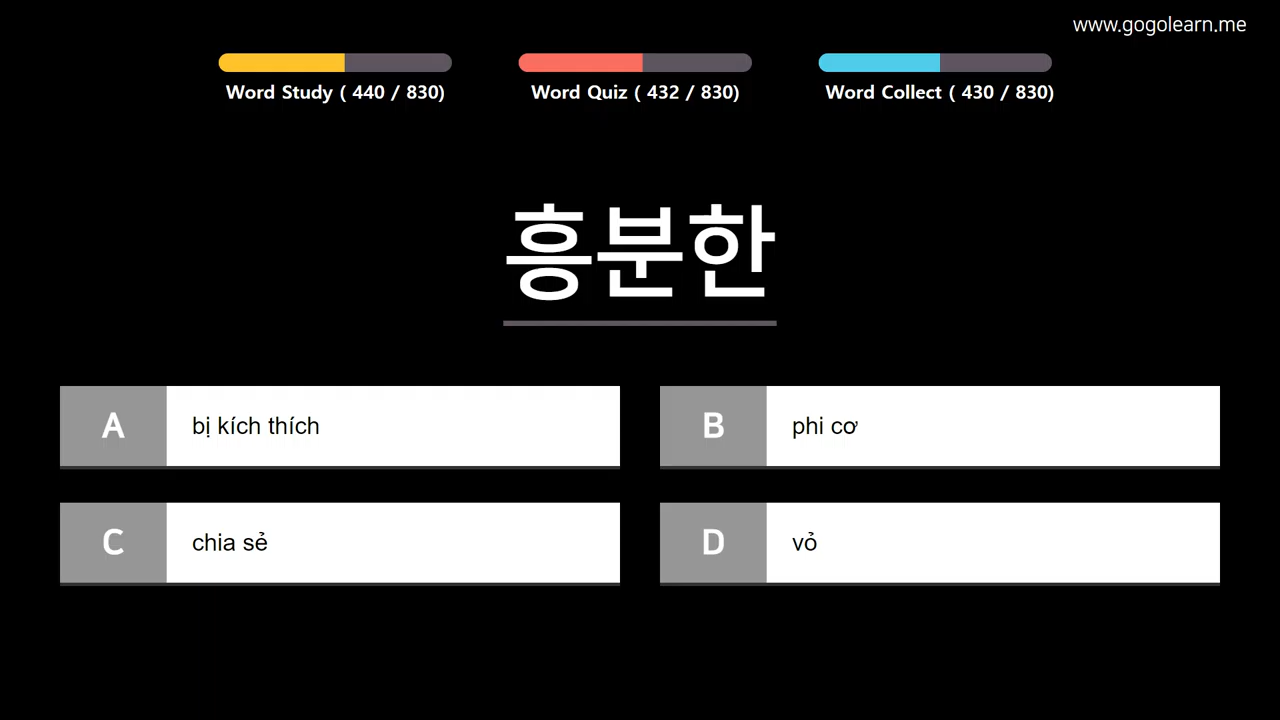 www.gogolearn.me
Word Study ( 440 / 830)
Word Quiz ( 432 / 830)
Word Collect ( 430 / 830)
흥분한
A bị kích thích
B phi cơ
C chia sẻ
D vỏ